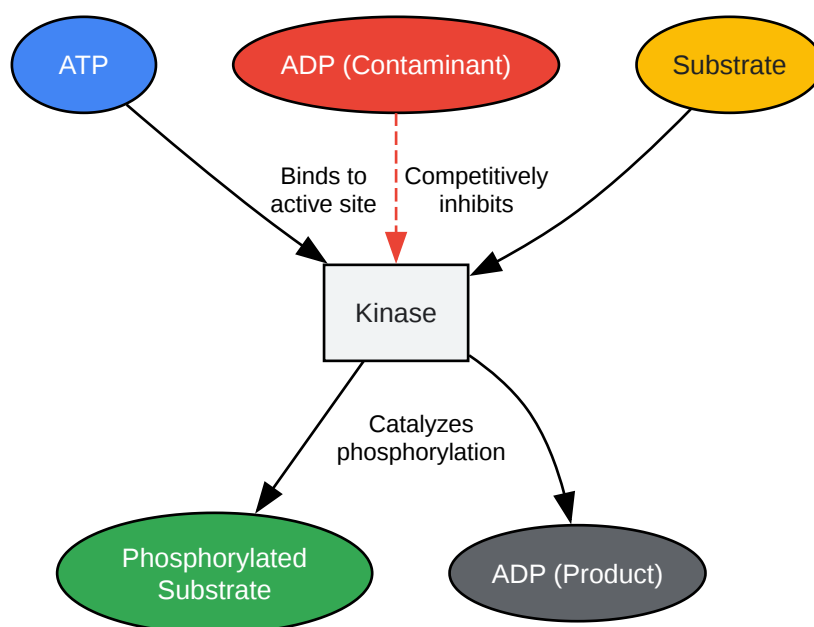 ATP
ADP (Contaminant)
Substrate
Binds to
active site
Competitively
inhibits
Kinase
Catalyzes
phosphorylation
Phosphorylated
Substrate
ADP (Product)